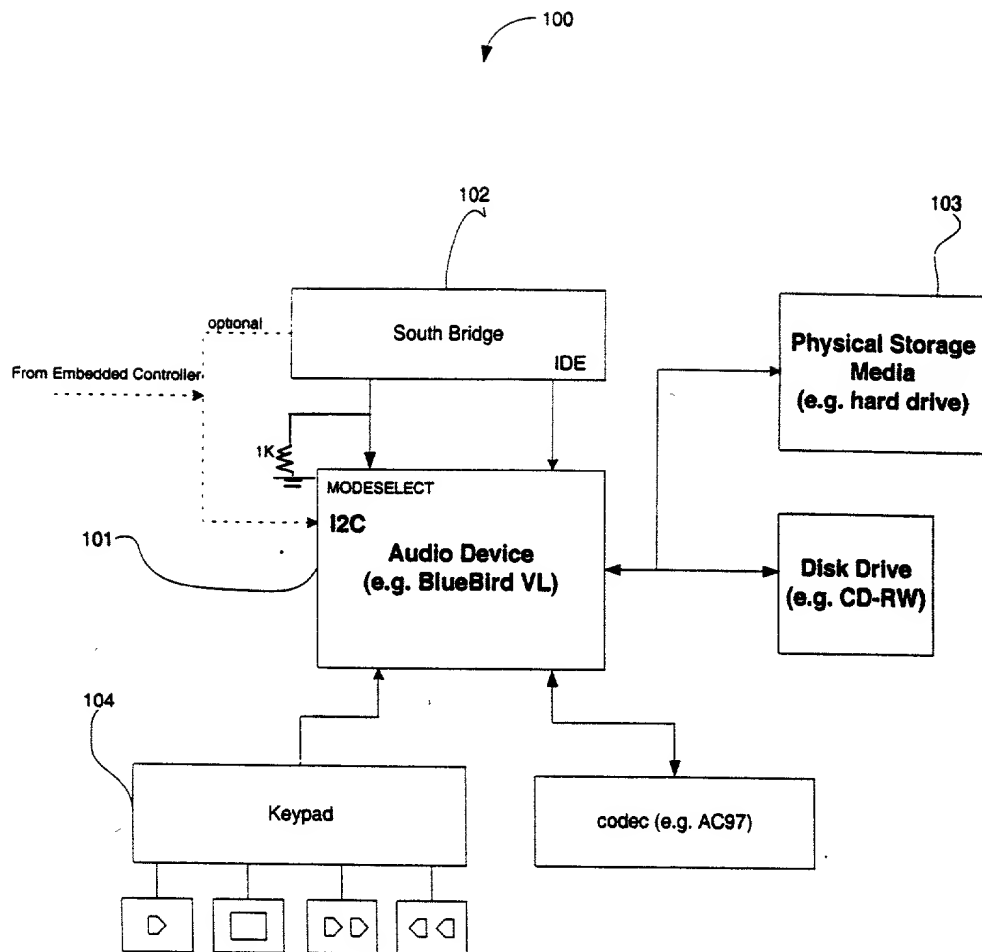 100
102
103
optional
South Bridge
IDE
Physical Storage
Media
(e.g. hard drive)
From Embedded Controller
1K
MODESELECT
I2C
101
Audio Device
(e.g. BlueBird VL)
Disk Drive
(e.g. CD-RW)
104
Keypad
codec (e.g. AC97)